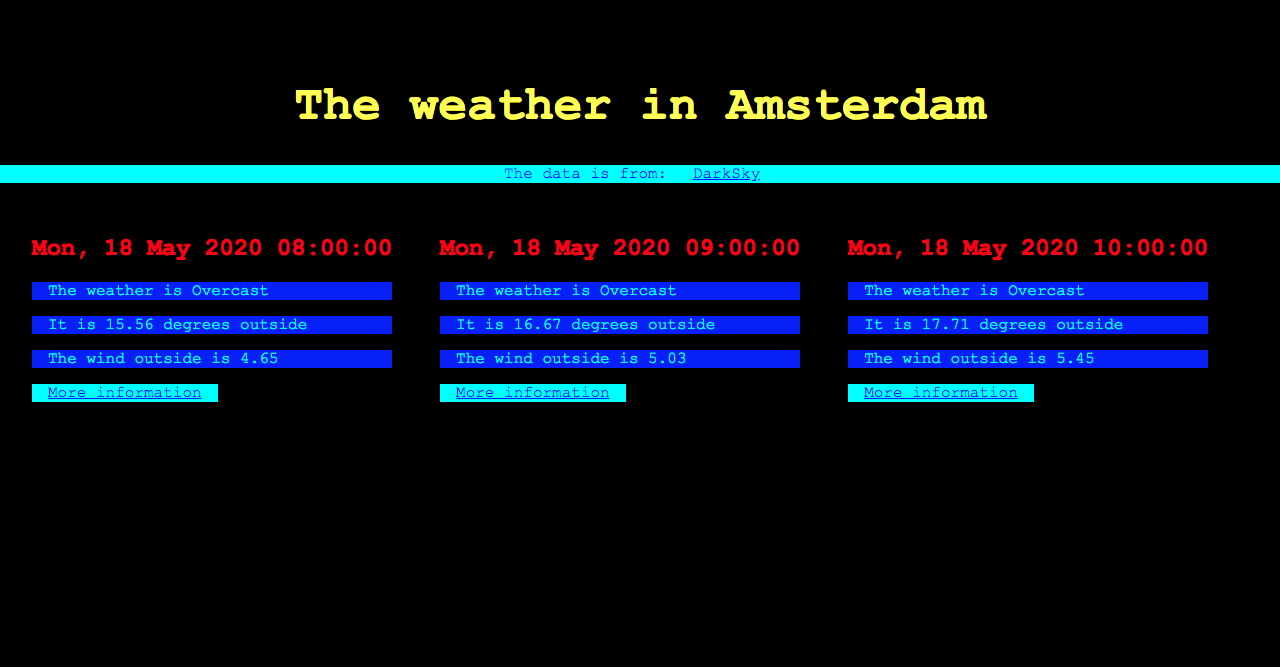 The weather in Amsterdam
The data is from: DarkSky
Mon, 18 May 2020 08:00:00
The weather is Overcast
It is 15.56 degrees outside
The wind outside is 4.65
More information
Mon, 18 May 2020 09:00:00
The weather is Overcast
It is 16.67 degrees outside
The wind outside is 5.03
More information
Mon, 18 May 2020 10:00:00
The weather is Overcast
It is 17.71 degrees outside
The wind outside is 5.45
More information